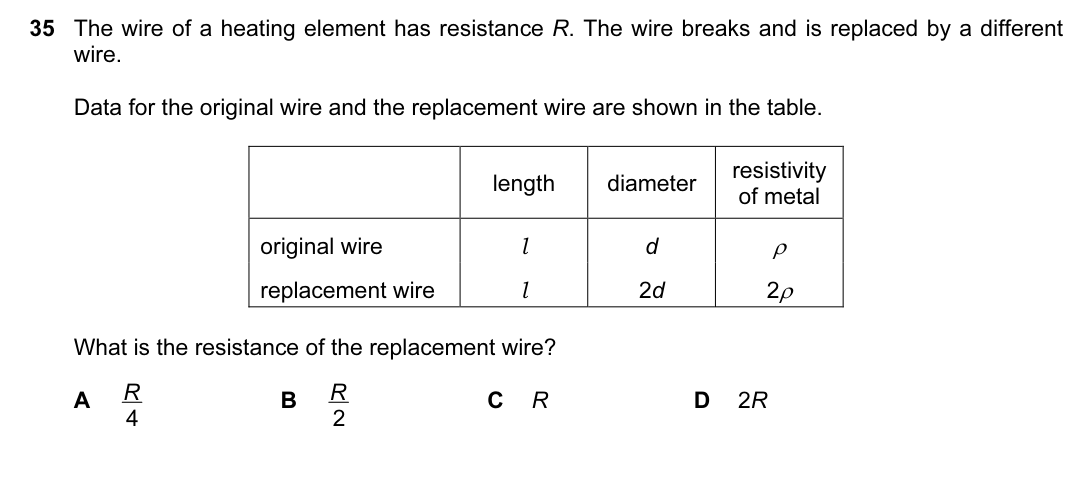 35 The wire of a heating element has resistance R. The wire breaks and is replaced by a different
wire.
Data for the original wire and the replacement wire are shown in the table.
length diameter resistivity
of metal
original wire l d ρ
replacement wire l 2d 2ρ
What is the resistance of the replacement wire?
A R/4 B R/2 C R D 2R